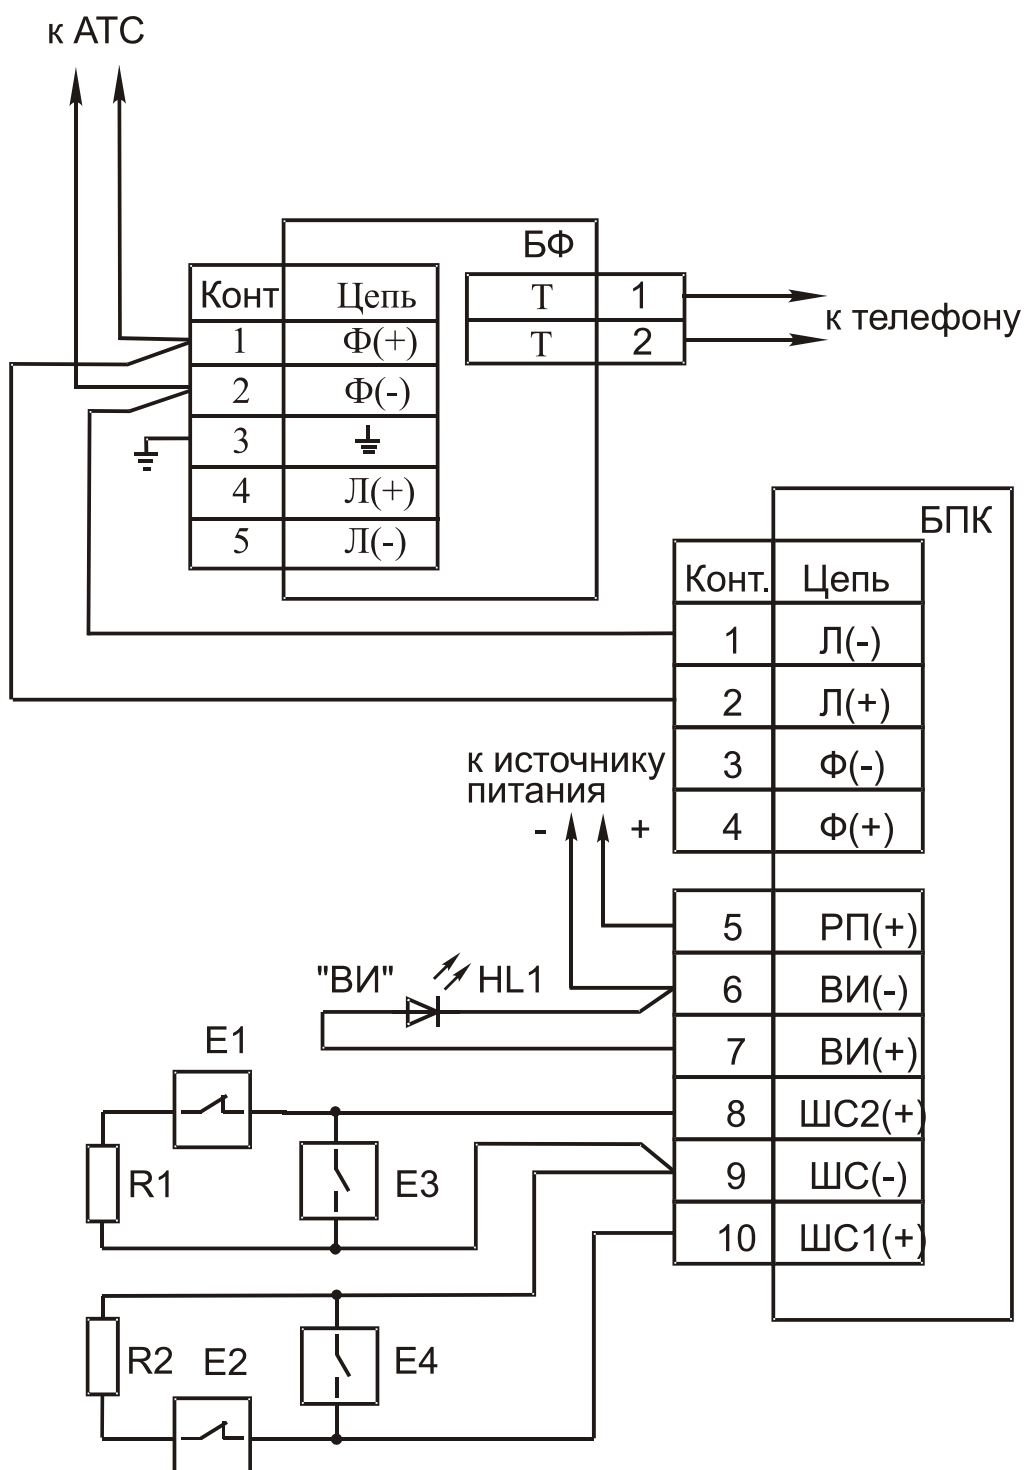 к АТС
БФ
Конт Цепь
1 Ф(+)
2 Ф(-)
3
4 Л(+)
5 Л(-)
Т 1
Т 2
к телефону
БПК
Конт. Цепь
1 Л(-)
2 Л(+)
3 Ф(-)
4 Ф(+)
к источнику
питания
- +
5 РП(+)
6 ВИ(-)
7 ВИ(+)
8 ШС2(+)
9 ШС(-)
10 ШС1(+)
"ВИ" HL1
E1
R1
E3
R2
E2
E4